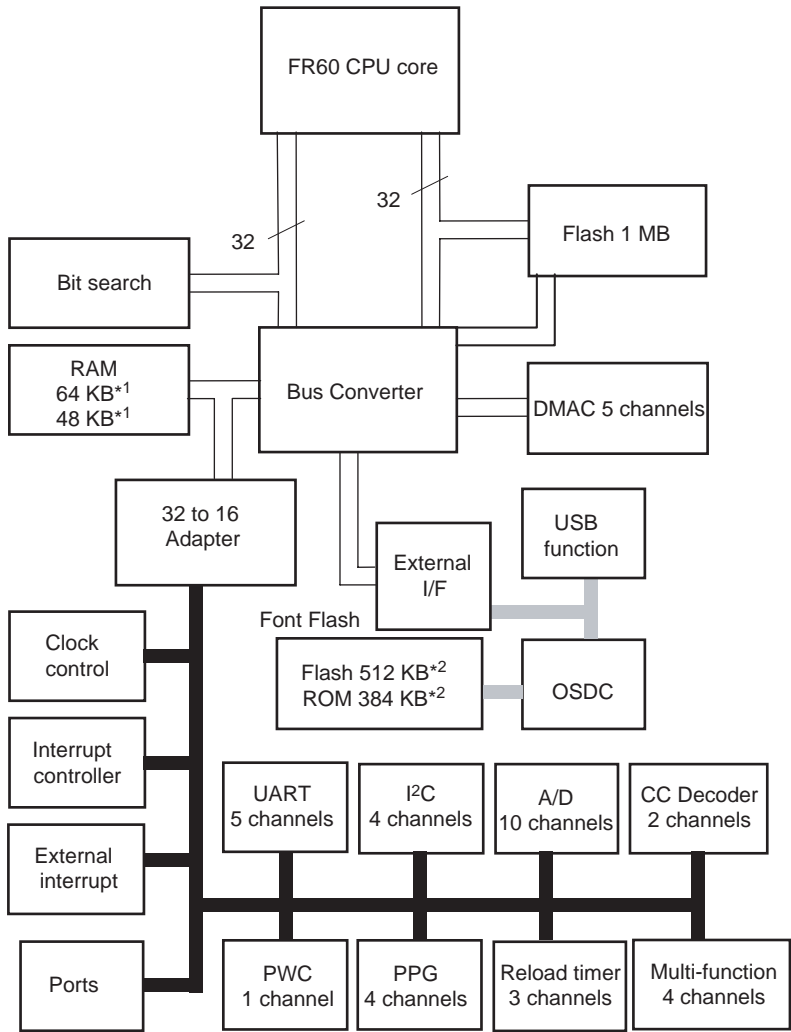 FR60 CPU core
32
32
Flash 1 MB
Bit search
RAM
64 KB*1
48 KB*1
Bus Converter
DMAC 5 channels
32 to 16
Adapter
USB
function
External
I/F
Font Flash
Clock
control
Flash 512 KB*2
ROM 384 KB*2
OSDC
Interrupt
controller
UART
5 channels
I2C
4 channels
A/D
10 channels
CC Decoder
2 channels
External
interrupt
Ports
PWC
1 channel
PPG
4 channels
Reload timer
3 channels
Multi-function
4 channels